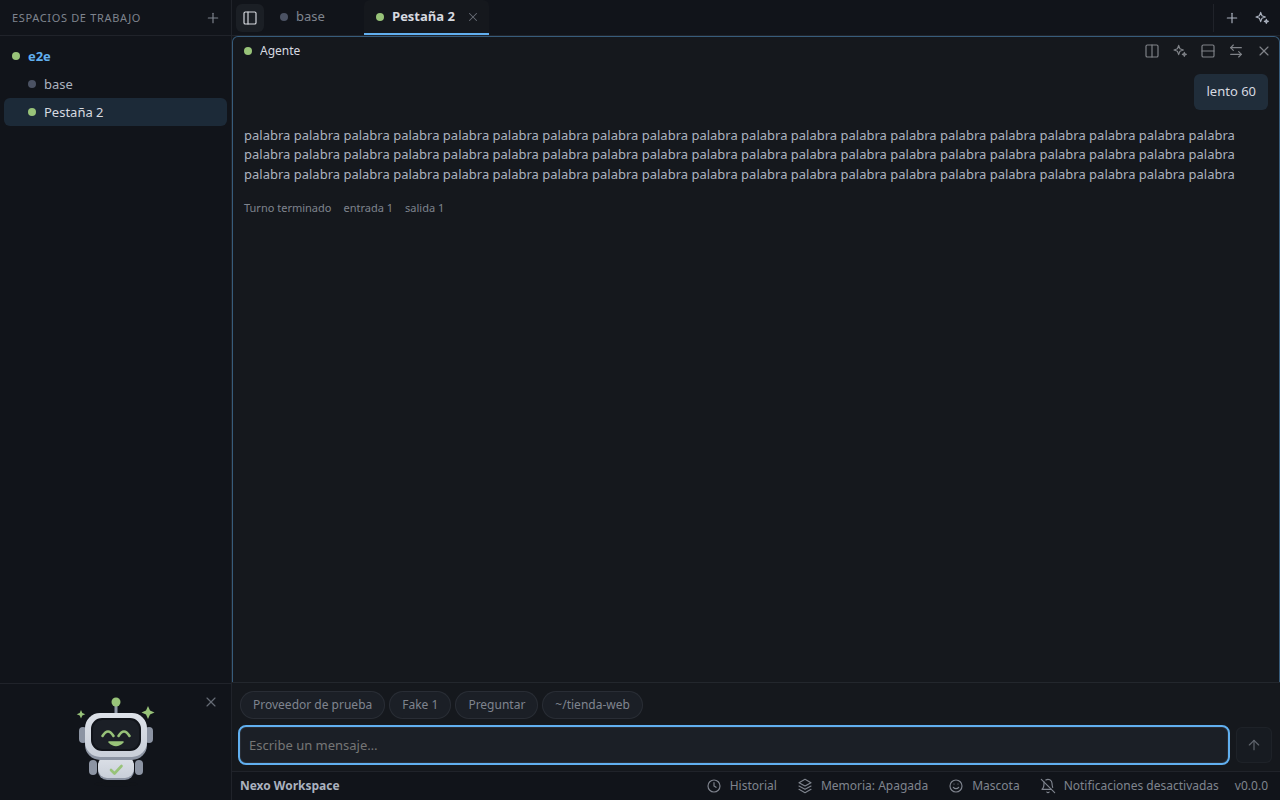 ESPACIOS DE TRABAJO
base
Pestaña 2
e2e
base
Pestaña 2
Agente
lento 60
palabra palabra palabra palabra palabra palabra palabra palabra palabra palabra palabra palabra palabra palabra palabra palabra palabra palabra palabra palabra
palabra palabra palabra palabra palabra palabra palabra palabra palabra palabra palabra palabra palabra palabra palabra palabra palabra palabra palabra palabra
palabra palabra palabra palabra palabra palabra palabra palabra palabra palabra palabra palabra palabra palabra palabra palabra palabra palabra palabra palabra
Turno terminado entrada 1 salida 1
Proveedor de prueba Fake 1 Preguntar ~/tienda-web
Escribe un mensaje...
Nexo Workspace Historial Memoria: Apagada Mascota Notificaciones desactivadas v0.0.0